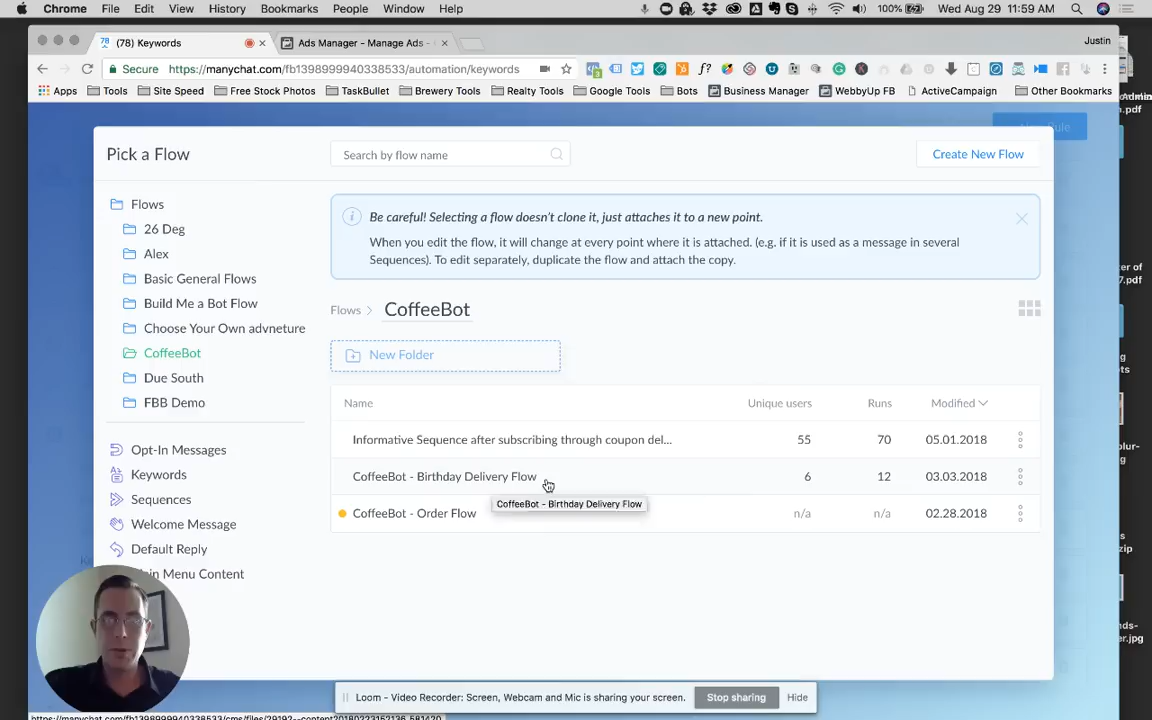 Chrome File Edit View History Bookmarks People Window Help 100% Wed Aug 29 11:59 AM
(78) Keywords Ads Manager - Manage Ads - Justin
Secure https://manychat.com/fb1398999940338533/automation/keywords
Apps Tools Site Speed Free Stock Photos TaskBullet Brewery Tools Realty Tools Google Tools Bots Business Manager WebbyUp FB ActiveCampaign Other Bookmarks
Pick a Flow
Search by flow name
Create New Flow
Flows
26 Deg
Alex
Basic General Flows
Build Me a Bot Flow
Choose Your Own advneture
CoffeeBot
Due South
FBB Demo
Opt-In Messages
Keywords
Sequences
Welcome Message
Default Reply
in Menu Content
Be careful! Selecting a flow doesn't clone it, just attaches it to a new point.
When you edit the flow, it will change at every point where it is attached. (e.g. if it is used as a message in several
Sequences). To edit separately, duplicate the flow and attach the copy.
Flows > CoffeeBot
New Folder
Name Unique users Runs Modified
Informative Sequence after subscribing through coupon del... 55 70 05.01.2018
CoffeeBot - Birthday Delivery Flow 6 12 03.03.2018
CoffeeBot - Birthday Delivery Flow
CoffeeBot - Order Flow n/a n/a 02.28.2018
Loom - Video Recorder: Screen, Webcam and Mic is sharing your screen. Stop sharing Hide